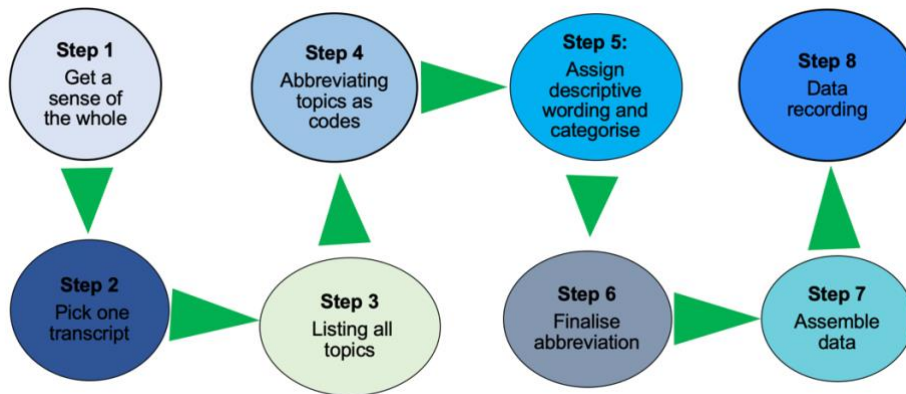 Step 1
Get a
sense of
the whole
Step 2
Pick one
transcript
Step 3
Listing all
topics
Step 4
Abbreviating
topics as
codes
Step 5:
Assign
descriptive
wording and
categorise
Step 6
Finalise
abbreviation
Step 7
Assemble
data
Step 8
Data
recording